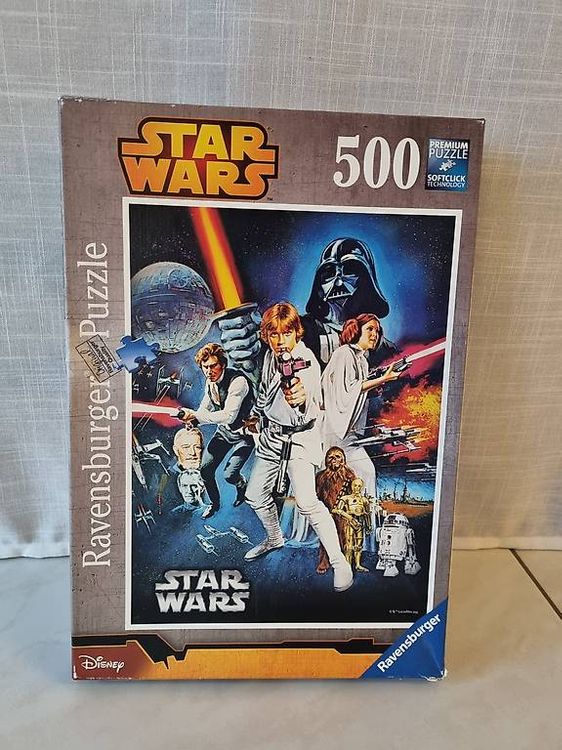 STAR
WARS
500
PREMIUM
PUZZLE
SOFTCLICK
TECHNOLOGY
Ravensburger Puzzle
STAR
WARS
Disney
Ravensburger